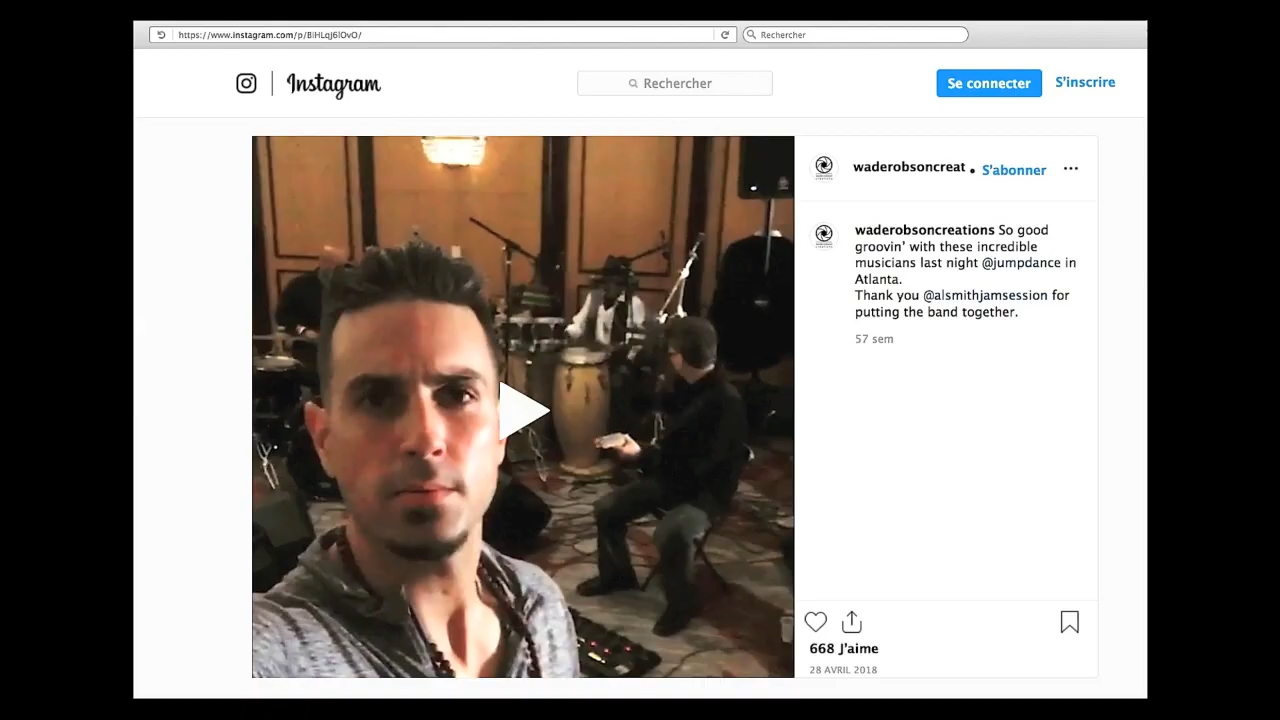 https://www.instagram.com/p/BiHLqj6lOvO/
Rechercher
Instagram
Rechercher
Se connecter
S'inscrire
waderobsoncreat • S'abonner
waderobsoncreations So good
groovin' with these incredible
musicians last night @jumpdance in
Atlanta.
Thank you @alsmithjamsession for
putting the band together.
57 sem
668 J'aime
28 AVRIL 2018